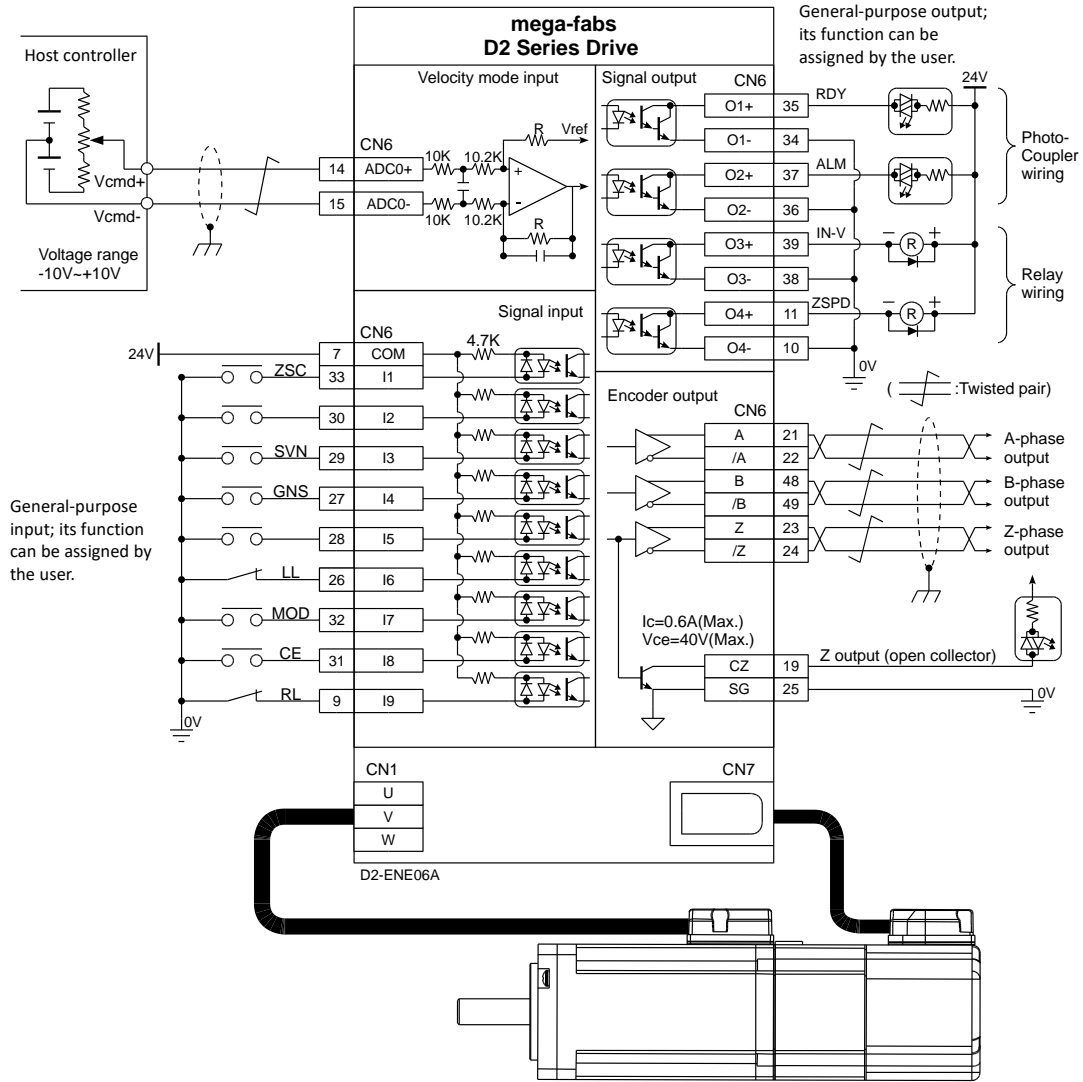 mega-fabs
D2 Series Drive
General-purpose output;
its function can be
assigned by the user.
Host controller
Vcmd+
Vcmd-
Voltage range
-10V~+10V
Velocity mode input
CN6
14 ADC0+ 10K 10.2K
15 ADC0- 10K 10.2K
R Vref
+
-
R
Signal output CN6
24V
O1+ 35 RDY
O1- 34
O2+ 37 ALM
O2- 36
O3+ 39 IN-V - R +
O3- 38
O4+ 11 ZSPD - R +
O4- 10
0V
Photo-
Coupler
wiring
Relay
wiring
( :Twisted pair)
Signal input
CN6
24V 7 COM 4.7K
ZSC 33 I1
30 I2
SVN 29 I3
GNS 27 I4
28 I5
LL 26 I6
MOD 32 I7
CE 31 I8
RL 9 I9
0V
General-purpose
input; its function
can be assigned by
the user.
Encoder output
CN6
A 21
/A 22
B 48
/B 49
Z 23
/Z 24
A-phase
output
B-phase
output
Z-phase
output
Ic=0.6A(Max.)
Vce=40V(Max.)
CZ 19 Z output (open collector)
SG 25
0V
CN1
U
V
W
CN7
D2-ENE06A